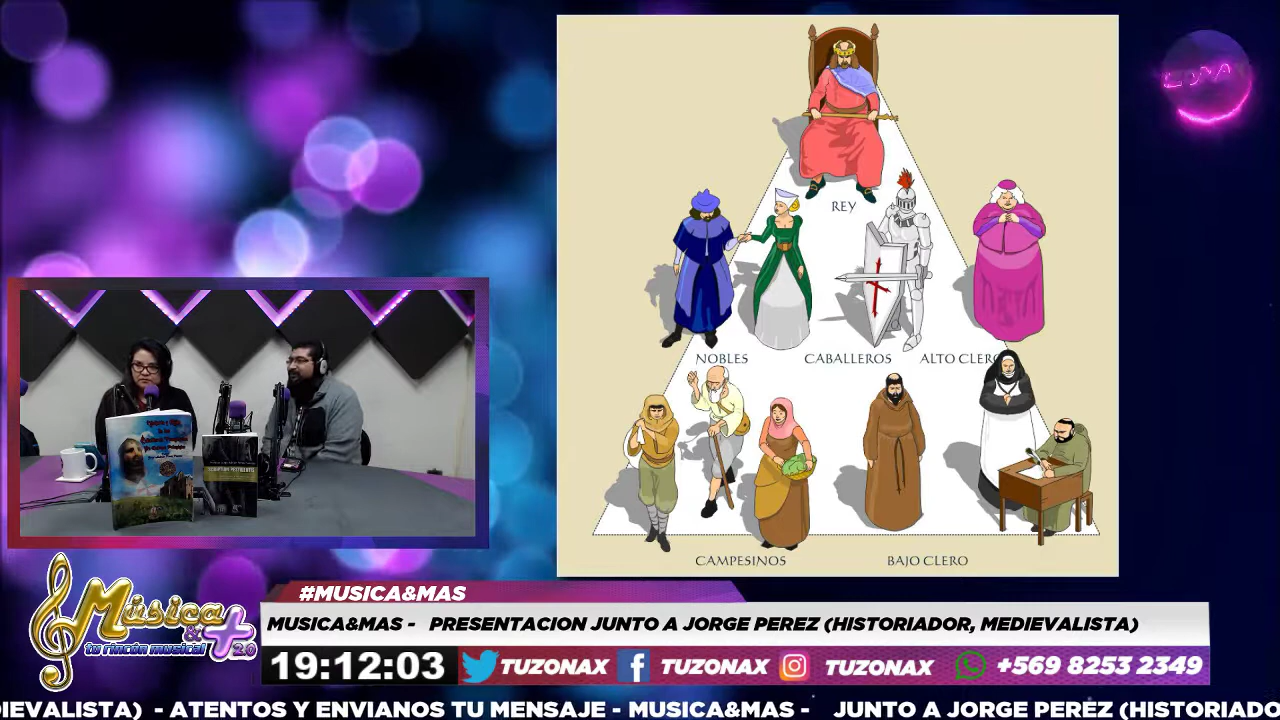 LUNA
REY
NOBLES
CABALLEROS
ALTO CLERO
CAMPESINOS
BAJO CLERO
Música
& + 2.0
tu rincón musical
#MUSICA&MAS
MUSICA&MAS - PRESENTACION JUNTO A JORGE PEREZ (HISTORIADOR, MEDIEVALISTA)
19:12:03 TUZONAX TUZONAX TUZONAX +569 8253 2349
DIEVALISTA) - ATENTOS Y ENVIANOS TU MENSAJE - MUSICA&MAS - JUNTO A JORGE PEREZ (HISTORIADO